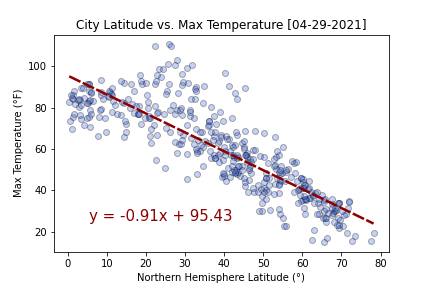 City Latitude vs. Max Temperature [04-29-2021]
Max Temperature (°F)
100
80
60
40
20
y = -0.91x + 95.43
0 10 20 30 40 50 60 70 80
Northern Hemisphere Latitude (°)